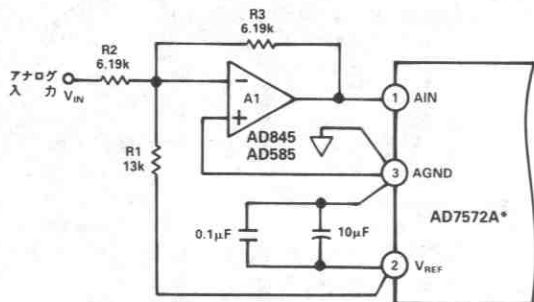 R3
6.19k
R2
6.19k
アナログ
入 力 VIN
R1
13k
−
+
A1
AD845
AD585
1 AIN
3 AGND
AD7572A*
0.1µF
10µF
2 VREF